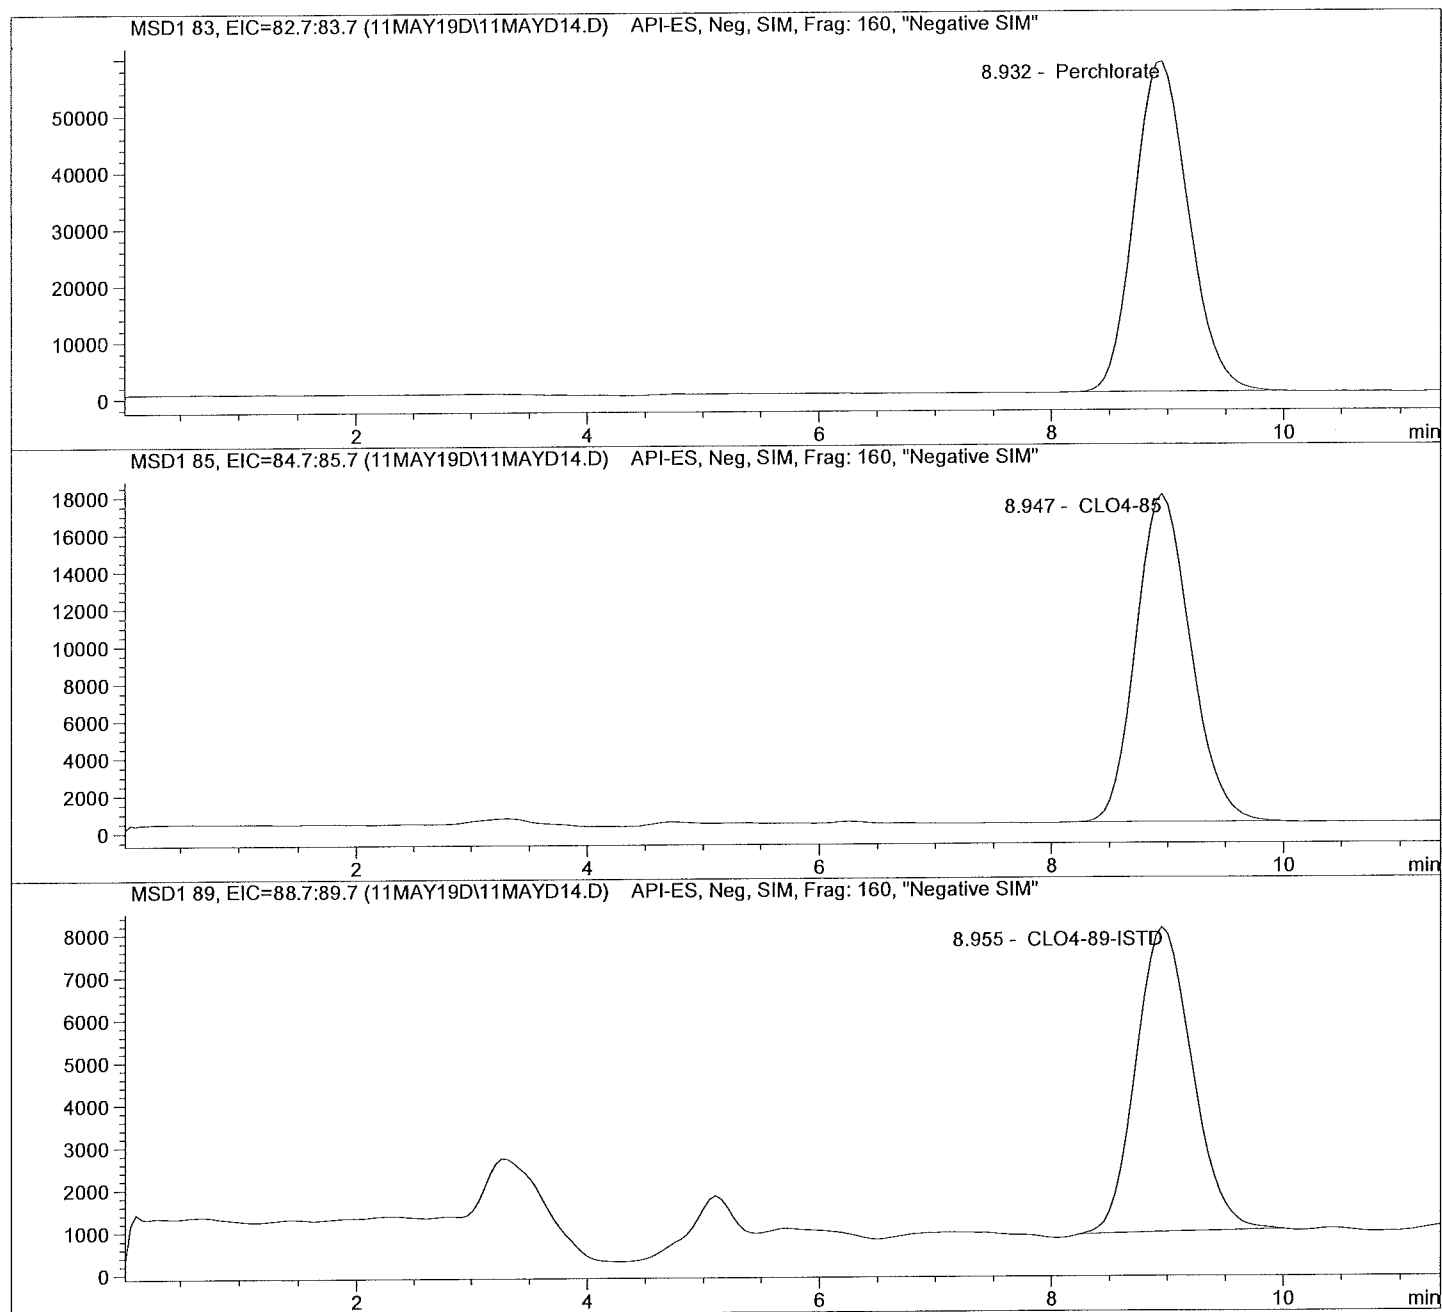 MSD1 83, EIC=82.7:83.7 (11MAY19D\11MAYD14.D) API-ES, Neg, SIM, Frag: 160, "Negative SIM"
8.932 - Perchlorate
50000
40000
30000
20000
10000
0
2 4 6 8 10 min
MSD1 85, EIC=84.7:85.7 (11MAY19D\11MAYD14.D) API-ES, Neg, SIM, Frag: 160, "Negative SIM"
18000
8.947 - CLO4-85
16000
14000
12000
10000
8000
6000
4000
2000
0
2 4 6 8 10 min
MSD1 89, EIC=88.7:89.7 (11MAY19D\11MAYD14.D) API-ES, Neg, SIM, Frag: 160, "Negative SIM"
8000
8.955 - CLO4-89-ISTD
7000
6000
5000
4000
3000
2000
1000
0
2 4 6 8 10 min